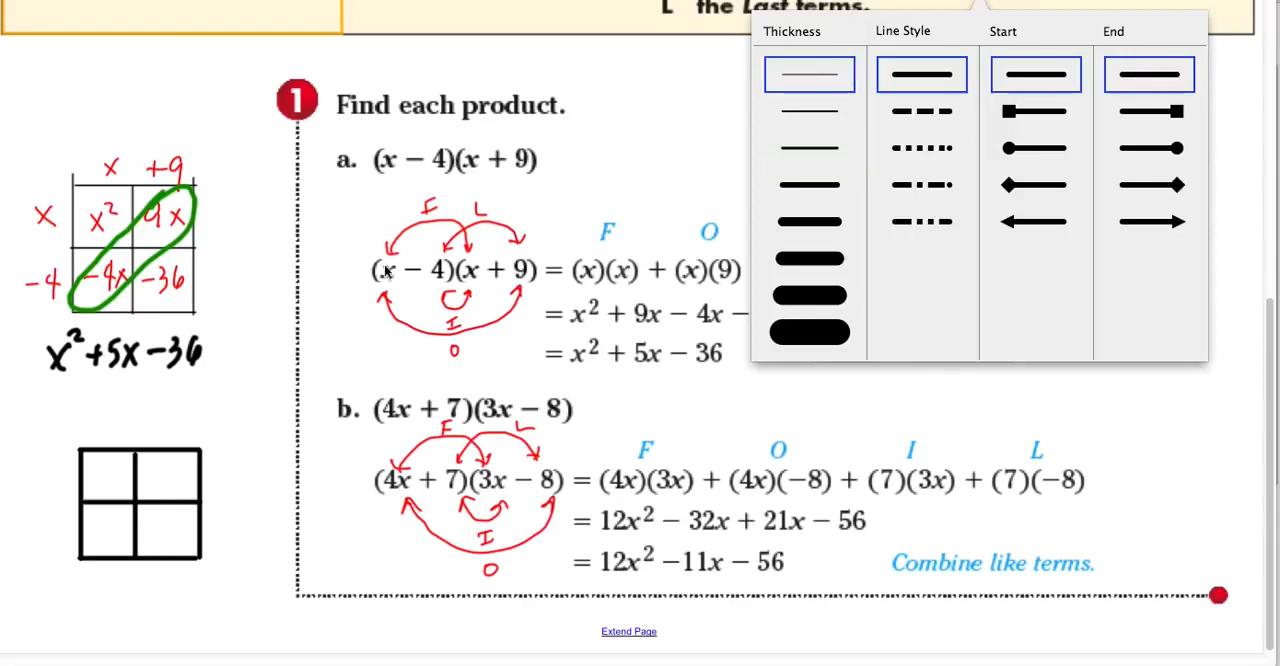 L the Last terms.
Thickness Line Style Start End
1 Find each product.
a. (x − 4)(x + 9)
x +9
x x² 9x
-4 -4x -36
x²+5x-36
F L
F O
(x − 4)(x + 9) = (x)(x) + (x)(9)
I
O
= x² + 9x − 4x −
= x² + 5x − 36
b. (4x + 7)(3x − 8)
F L
F O I L
(4x + 7)(3x − 8) = (4x)(3x) + (4x)(−8) + (7)(3x) + (7)(−8)
I
O
= 12x² − 32x + 21x − 56
= 12x² −11x − 56 Combine like terms.
Extend Page